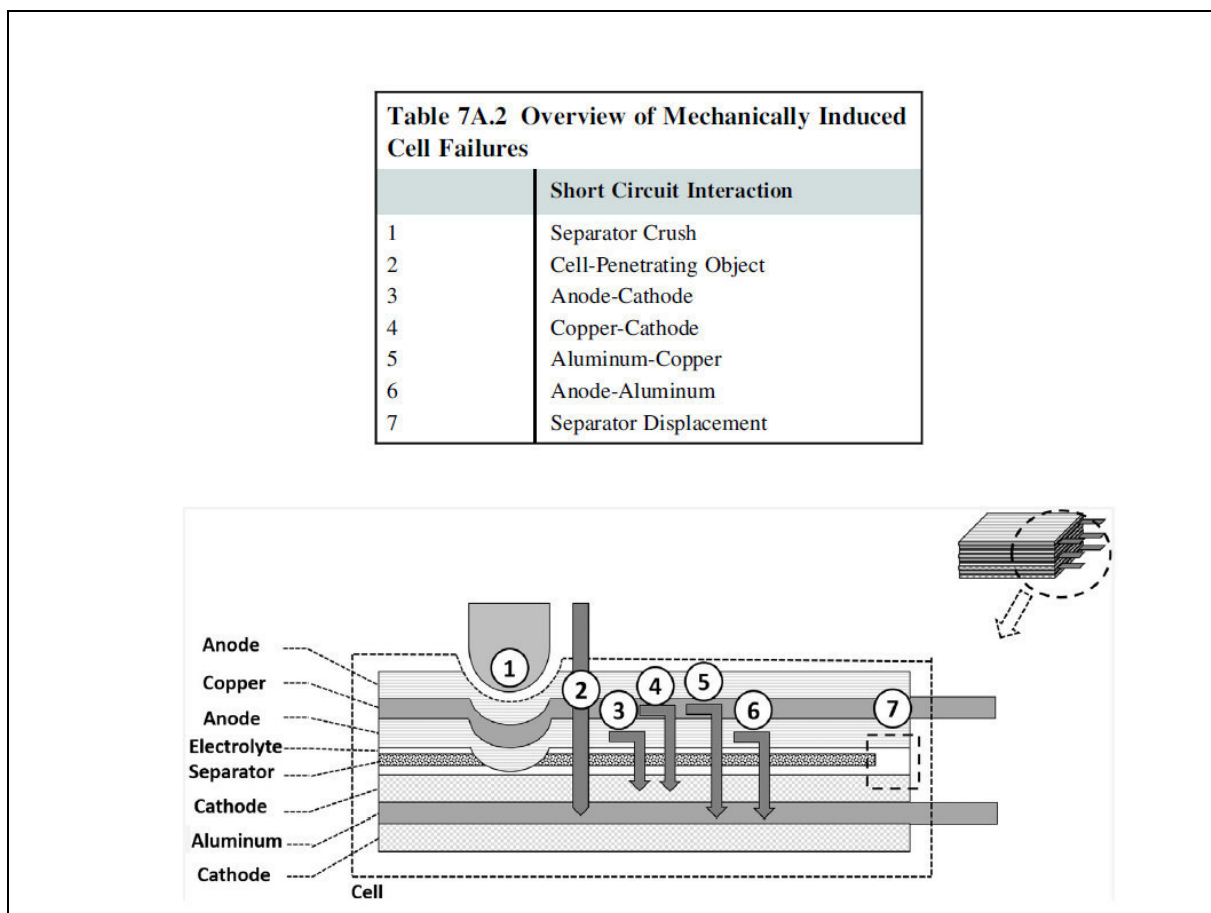 Table 7A.2 Overview of Mechanically Induced
Cell Failures
Short Circuit Interaction
1 Separator Crush
2 Cell-Penetrating Object
3 Anode-Cathode
4 Copper-Cathode
5 Aluminum-Copper
6 Anode-Aluminum
7 Separator Displacement
Anode
Copper
Anode
Electrolyte
Separator
Cathode
Aluminum
Cathode
Cell
1
2
3
4
5
6
7